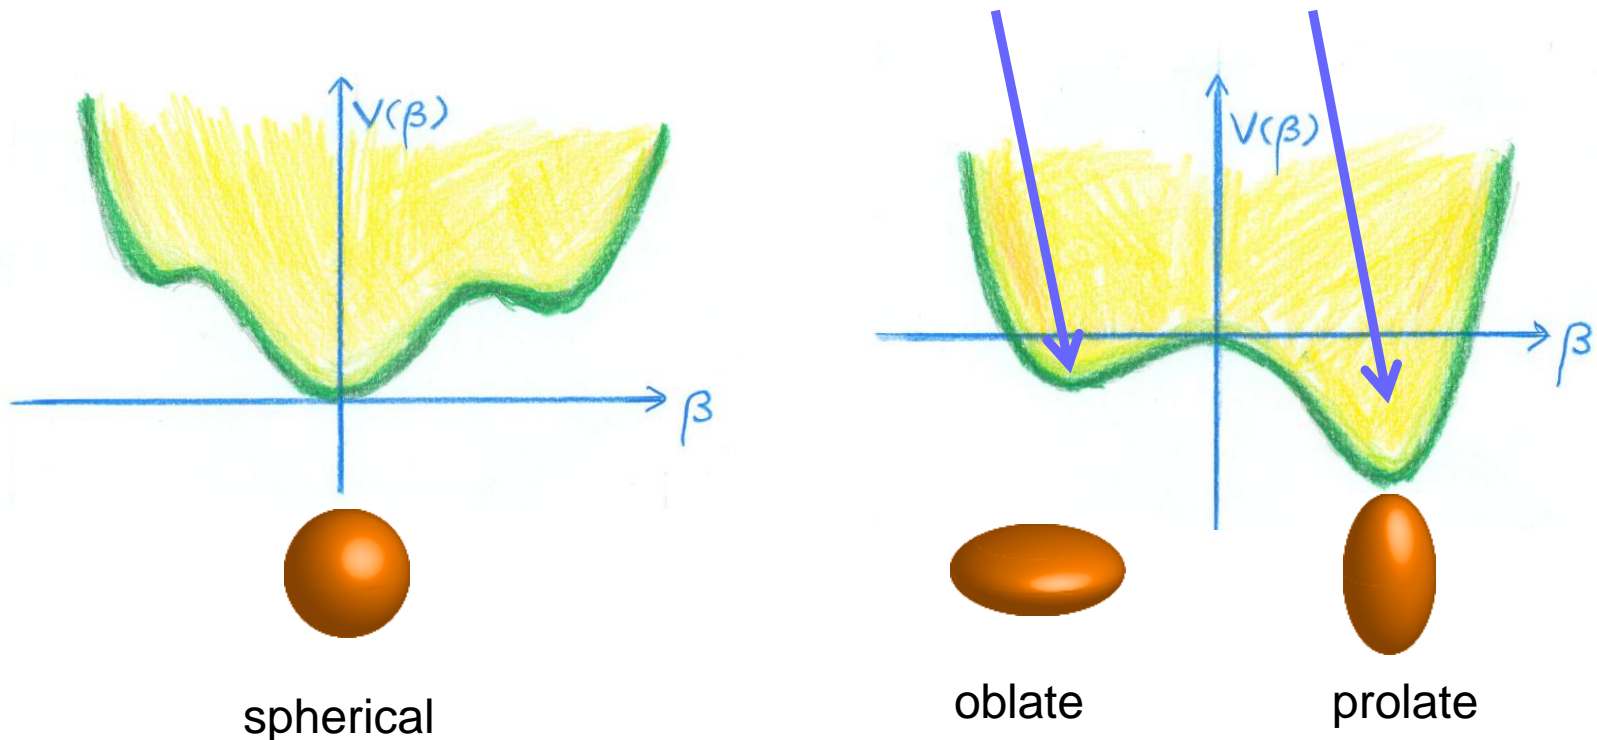 V(β)
β
spherical
V(β)
β
oblate
prolate